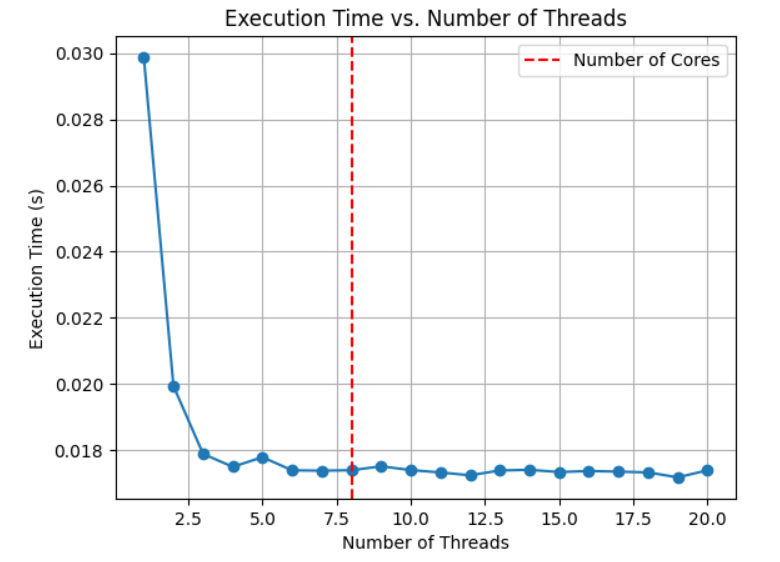 Execution Time vs. Number of Threads
Number of Cores
0.030
0.028
0.026
0.024
0.022
0.020
0.018
Execution Time (s)
2.5 5.0 7.5 10.0 12.5 15.0 17.5 20.0
Number of Threads